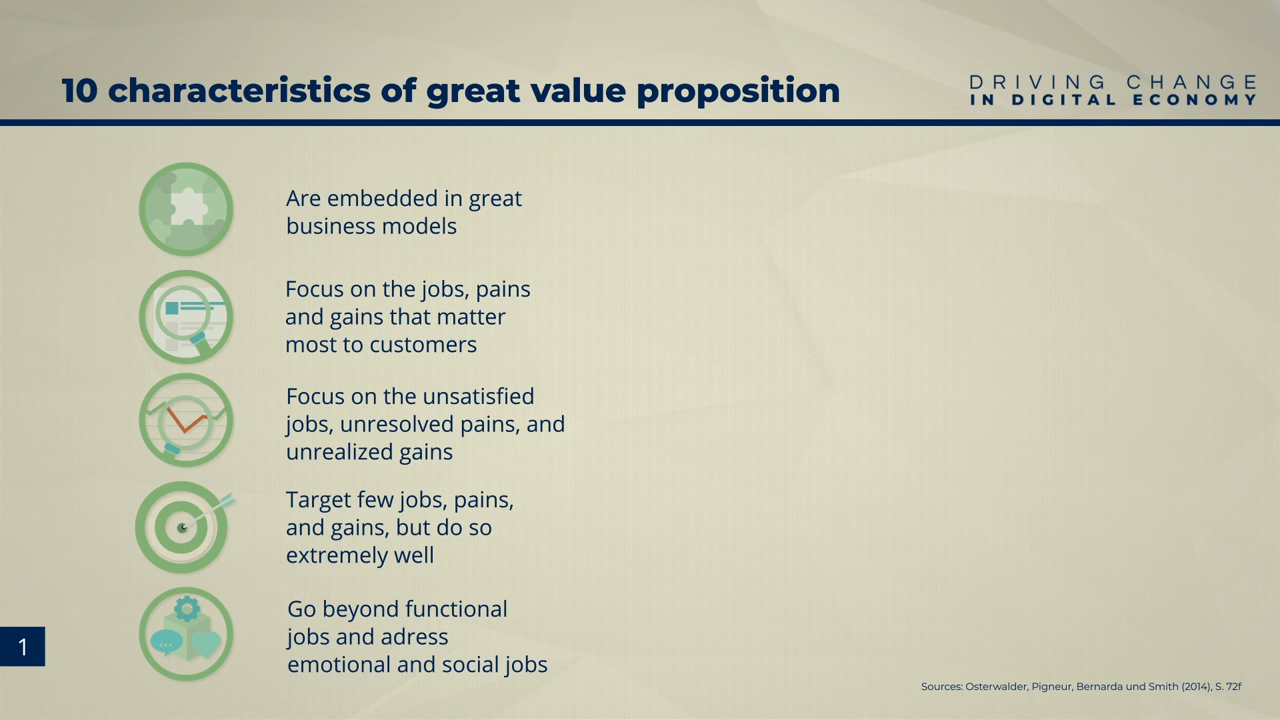 10 characteristics of great value proposition
DRIVING CHANGE
IN DIGITAL ECONOMY
Are embedded in great
business models
Focus on the jobs, pains
and gains that matter
most to customers
Focus on the unsatisfied
jobs, unresolved pains, and
unrealized gains
Target few jobs, pains,
and gains, but do so
extremely well
Go beyond functional
jobs and adress
emotional and social jobs
1
Sources: Osterwalder, Pigneur, Bernarda und Smith (2014), S. 72f